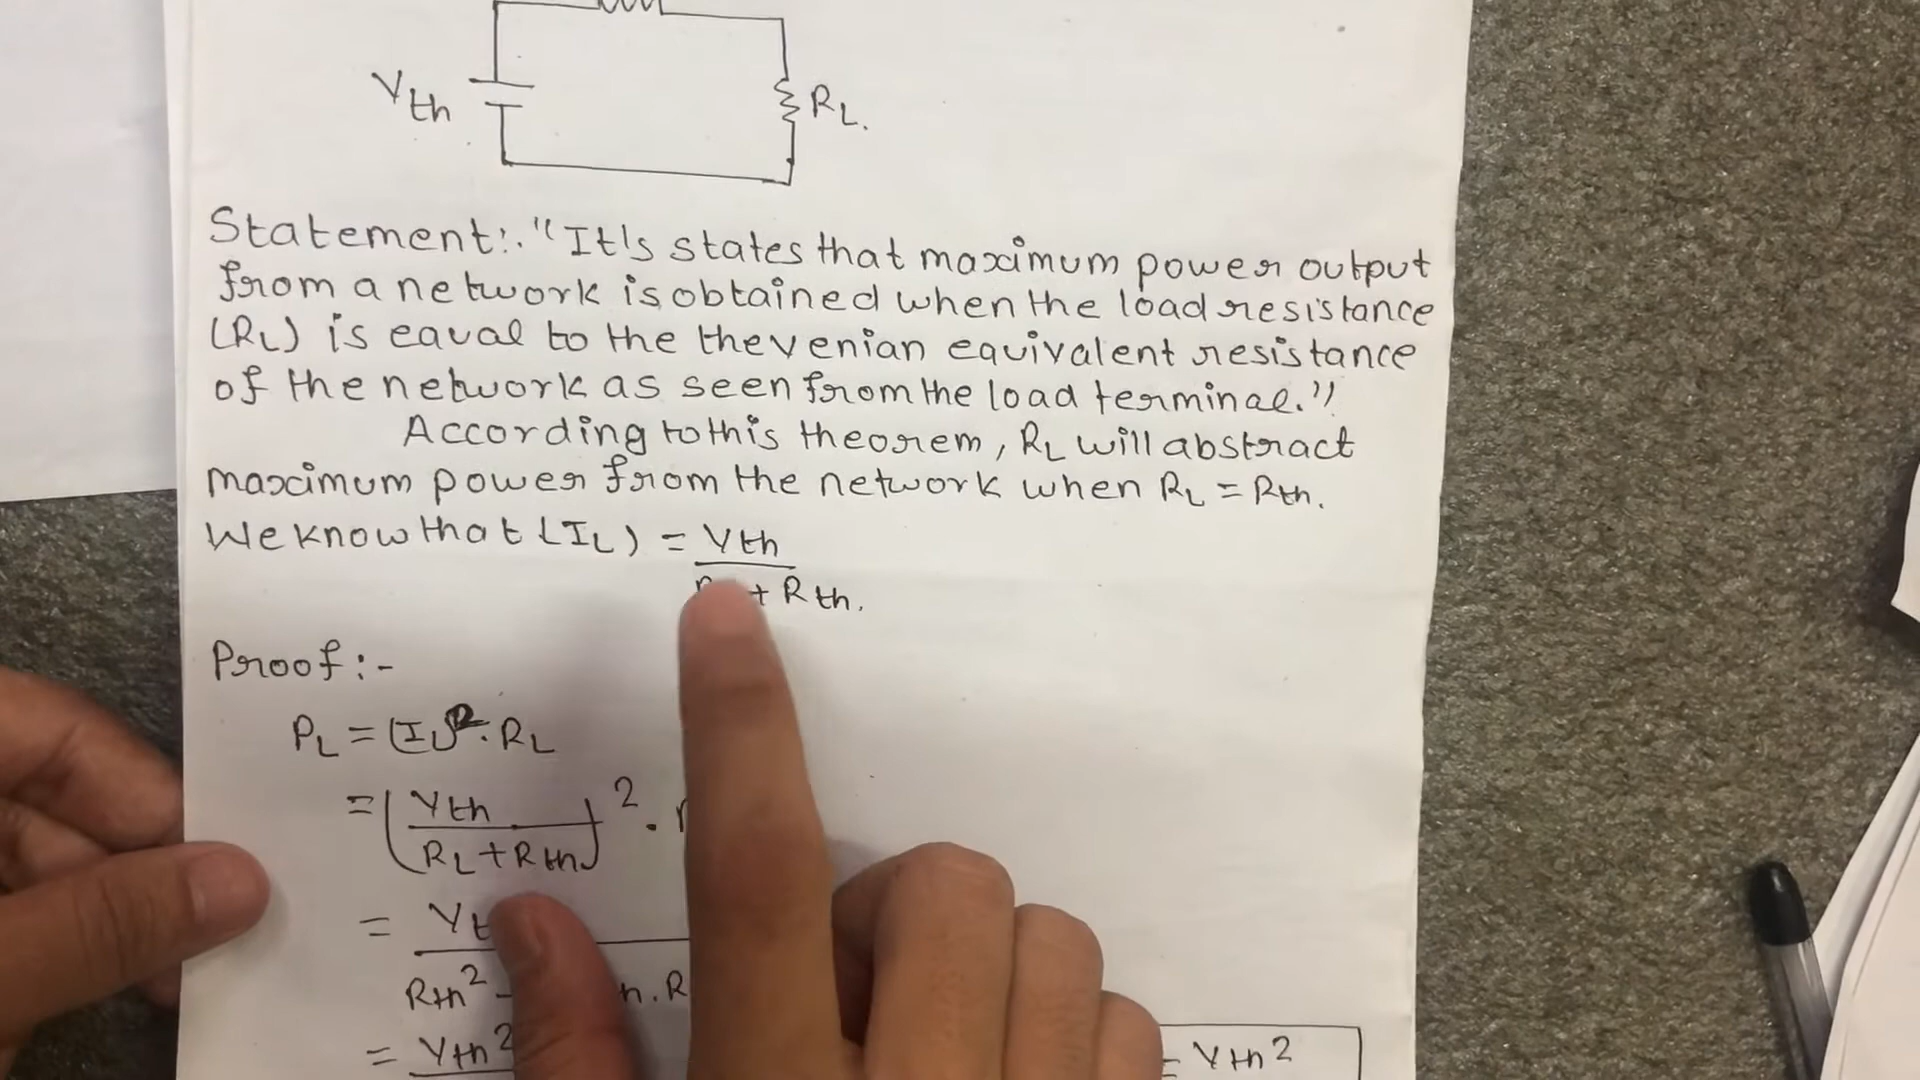 Vth
RL.
Statement:. "It's states that maximum power output
from a network is obtained when the load resistance
(RL) is eaual to the thevenian equivalent resistance
of the network as seen from the load terminal."
According to this theorem, RL will abstract
maximum power from the network when RL = Rth.
We know that (IL) = Vth
+ Rth.
Proof:-
PL = (IL)2. RL
= (Vth / RL+Rth)2 .
=
Rth2
= Vth2
= Vth2